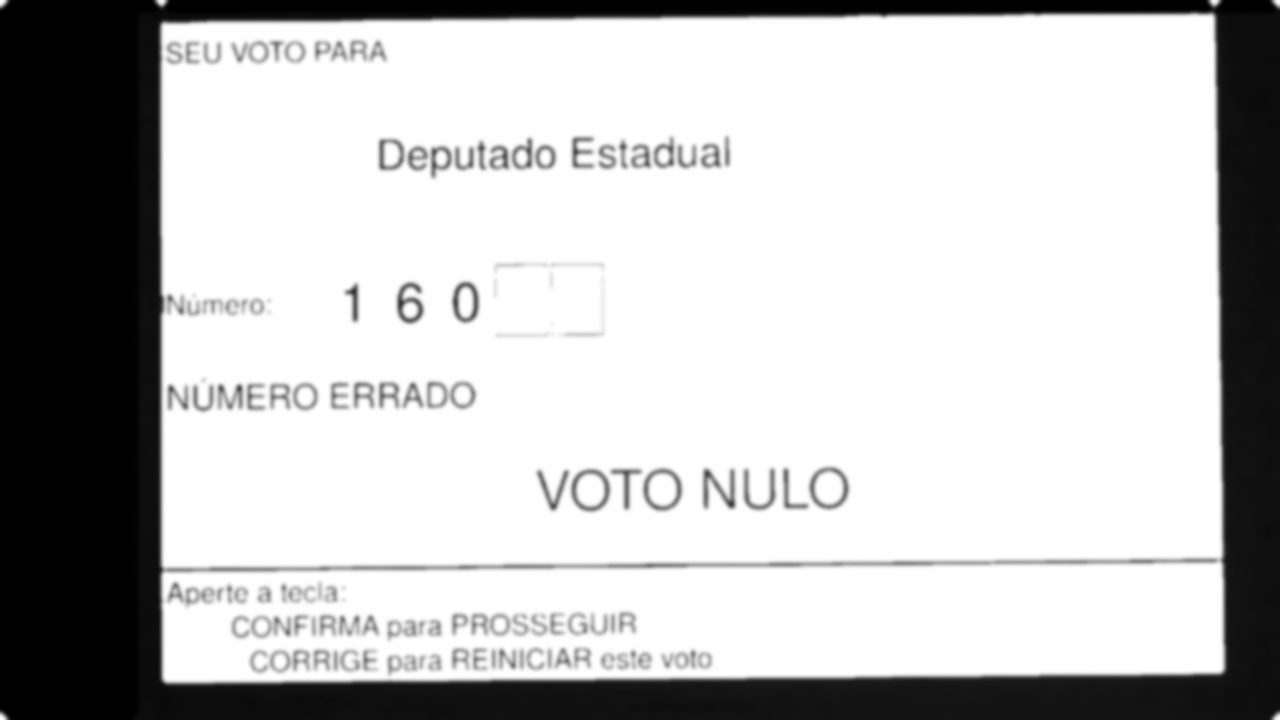 SEU VOTO PARA
Deputado Estadual
Número: 1 6 0
NÚMERO ERRADO
VOTO NULO
Aperte a tecla:
CONFIRMA para PROSSEGUIR
CORRIGE para REINICIAR este voto